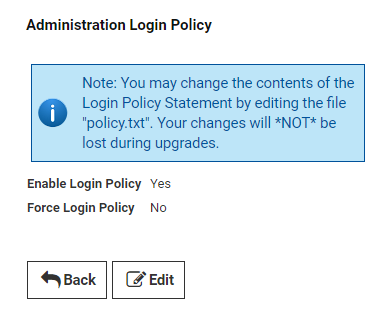 Administration Login Policy
Note: You may change the contents of the
Login Policy Statement by editing the file
"policy.txt". Your changes will *NOT* be
lost during upgrades.
Enable Login Policy Yes
Force Login Policy No
Back Edit